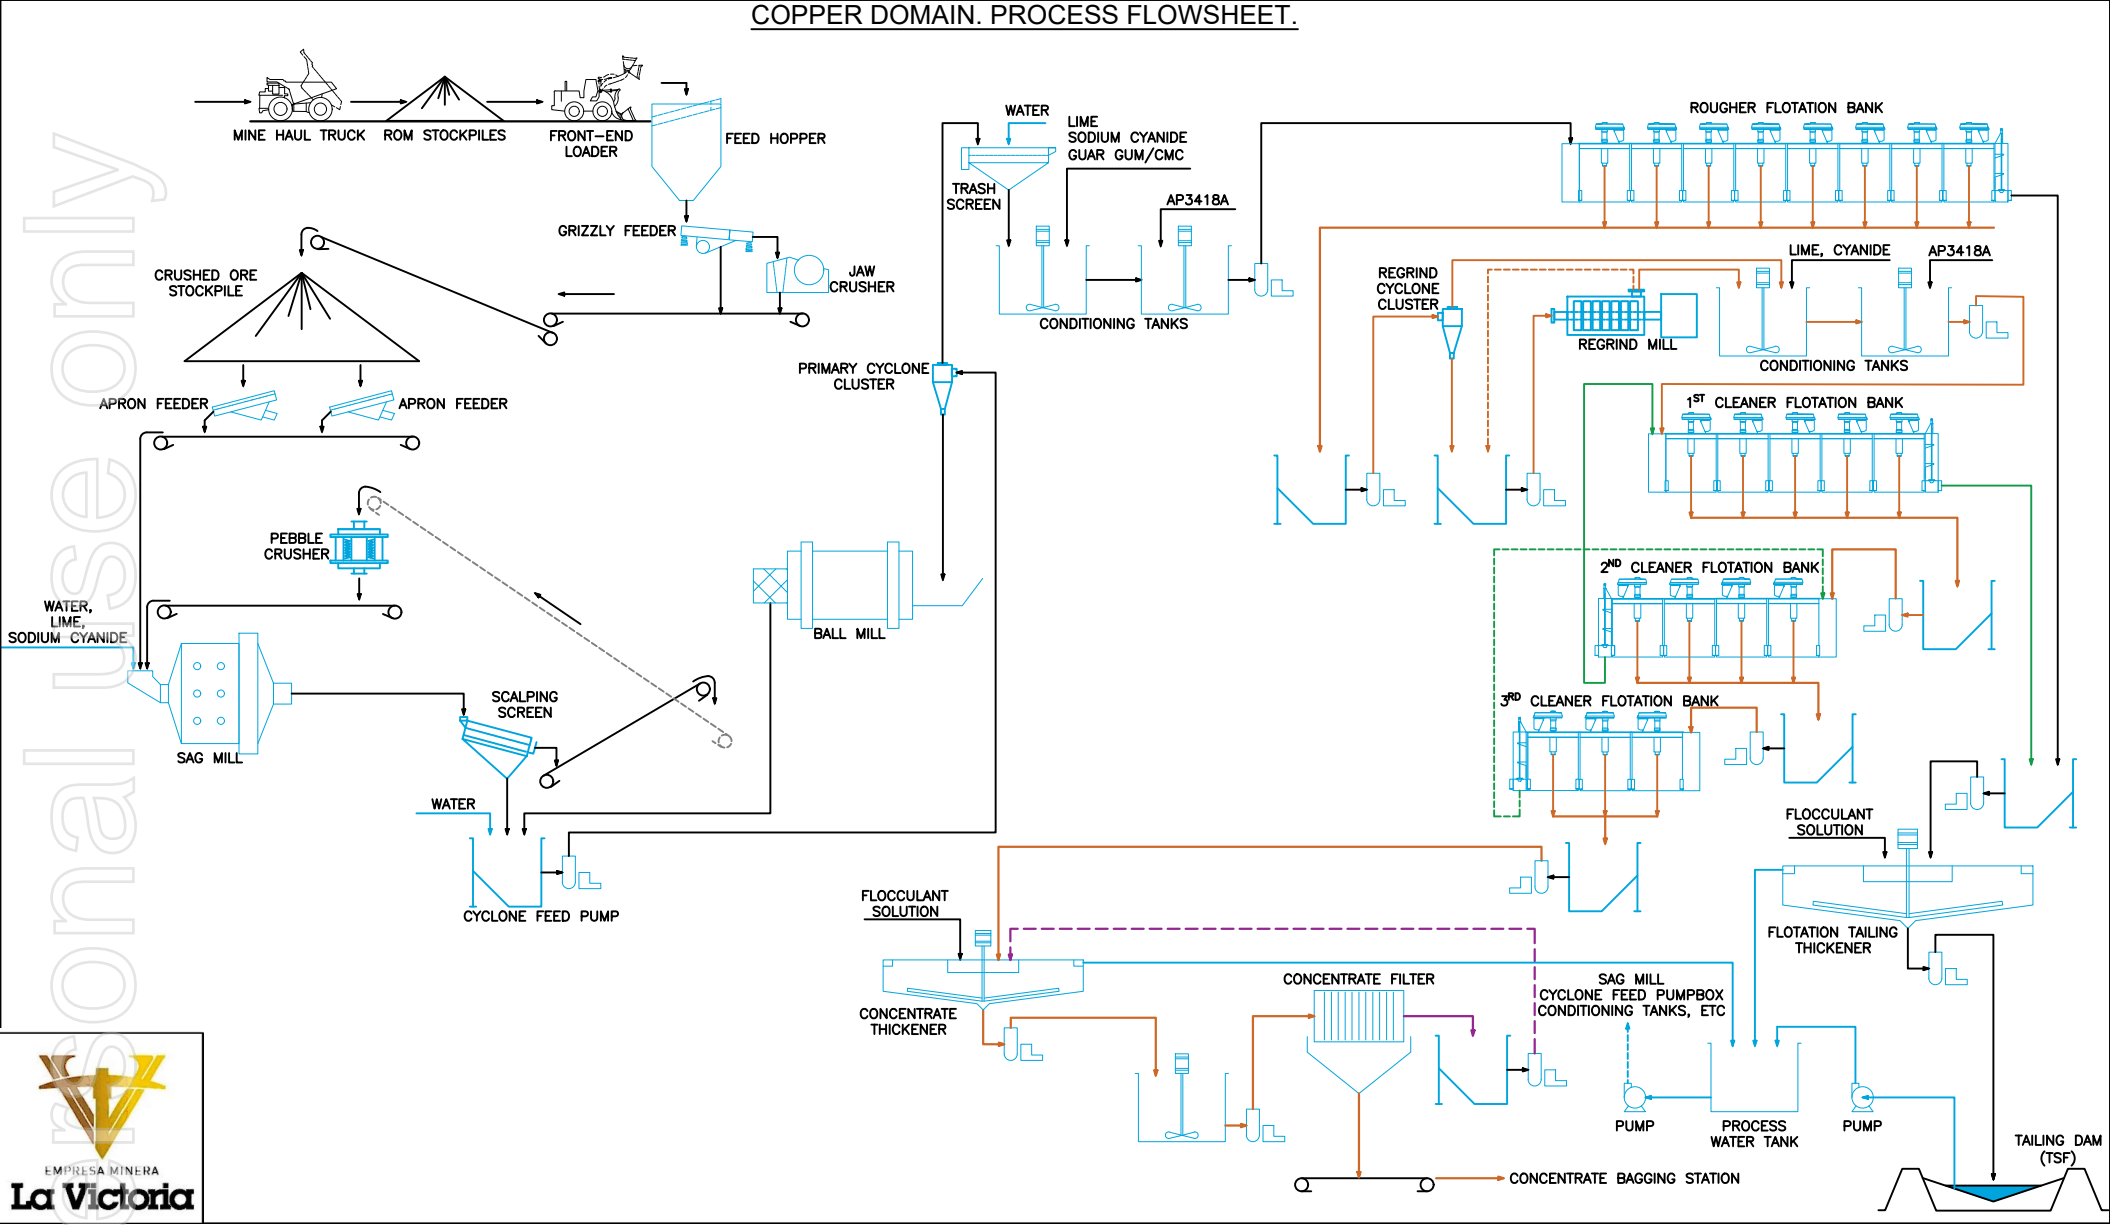 COPPER DOMAIN. PROCESS FLOWSHEET.
MINE HAUL TRUCK
ROM STOCKPILES
FRONT-END
LOADER
FEED HOPPER
GRIZZLY FEEDER
JAW
CRUSHER
CRUSHED ORE
STOCKPILE
APRON FEEDER
APRON FEEDER
PEBBLE
CRUSHER
WATER,
LIME,
SODIUM CYANIDE
SAG MILL
SCALPING
SCREEN
WATER
CYCLONE FEED PUMP
BALL MILL
PRIMARY CYCLONE
CLUSTER
TRASH
SCREEN
WATER
LIME
SODIUM CYANIDE
GUAR GUM/CMC
AP3418A
CONDITIONING TANKS
ROUGHER FLOTATION BANK
REGRIND
CYCLONE
CLUSTER
REGRIND MILL
LIME, CYANIDE
AP3418A
CONDITIONING TANKS
1ST CLEANER FLOTATION BANK
2ND CLEANER FLOTATION BANK
3RD CLEANER FLOTATION BANK
FLOCCULANT
SOLUTION
FLOTATION TAILING
THICKENER
FLOCCULANT
SOLUTION
CONCENTRATE
THICKENER
CONCENTRATE FILTER
SAG MILL
CYCLONE FEED PUMPBOX
CONDITIONING TANKS, ETC
PUMP
PROCESS
WATER TANK
PUMP
TAILING DAM
(TSF)
CONCENTRATE BAGGING STATION
EMPRESA MINERA
La Victoria
ersonal use only